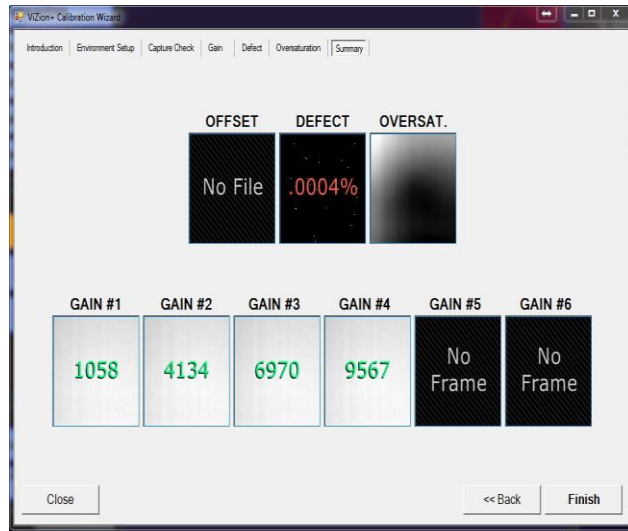 ViZion+ Calibration Wizard
Introduction Environment Setup Capture Check Gain Defect Oversaturation Summary
OFFSET DEFECT OVERSAT.
No File .0004%
GAIN #1 GAIN #2 GAIN #3 GAIN #4 GAIN #5 GAIN #6
1058 4134 6970 9567 No Frame No Frame
Close << Back Finish